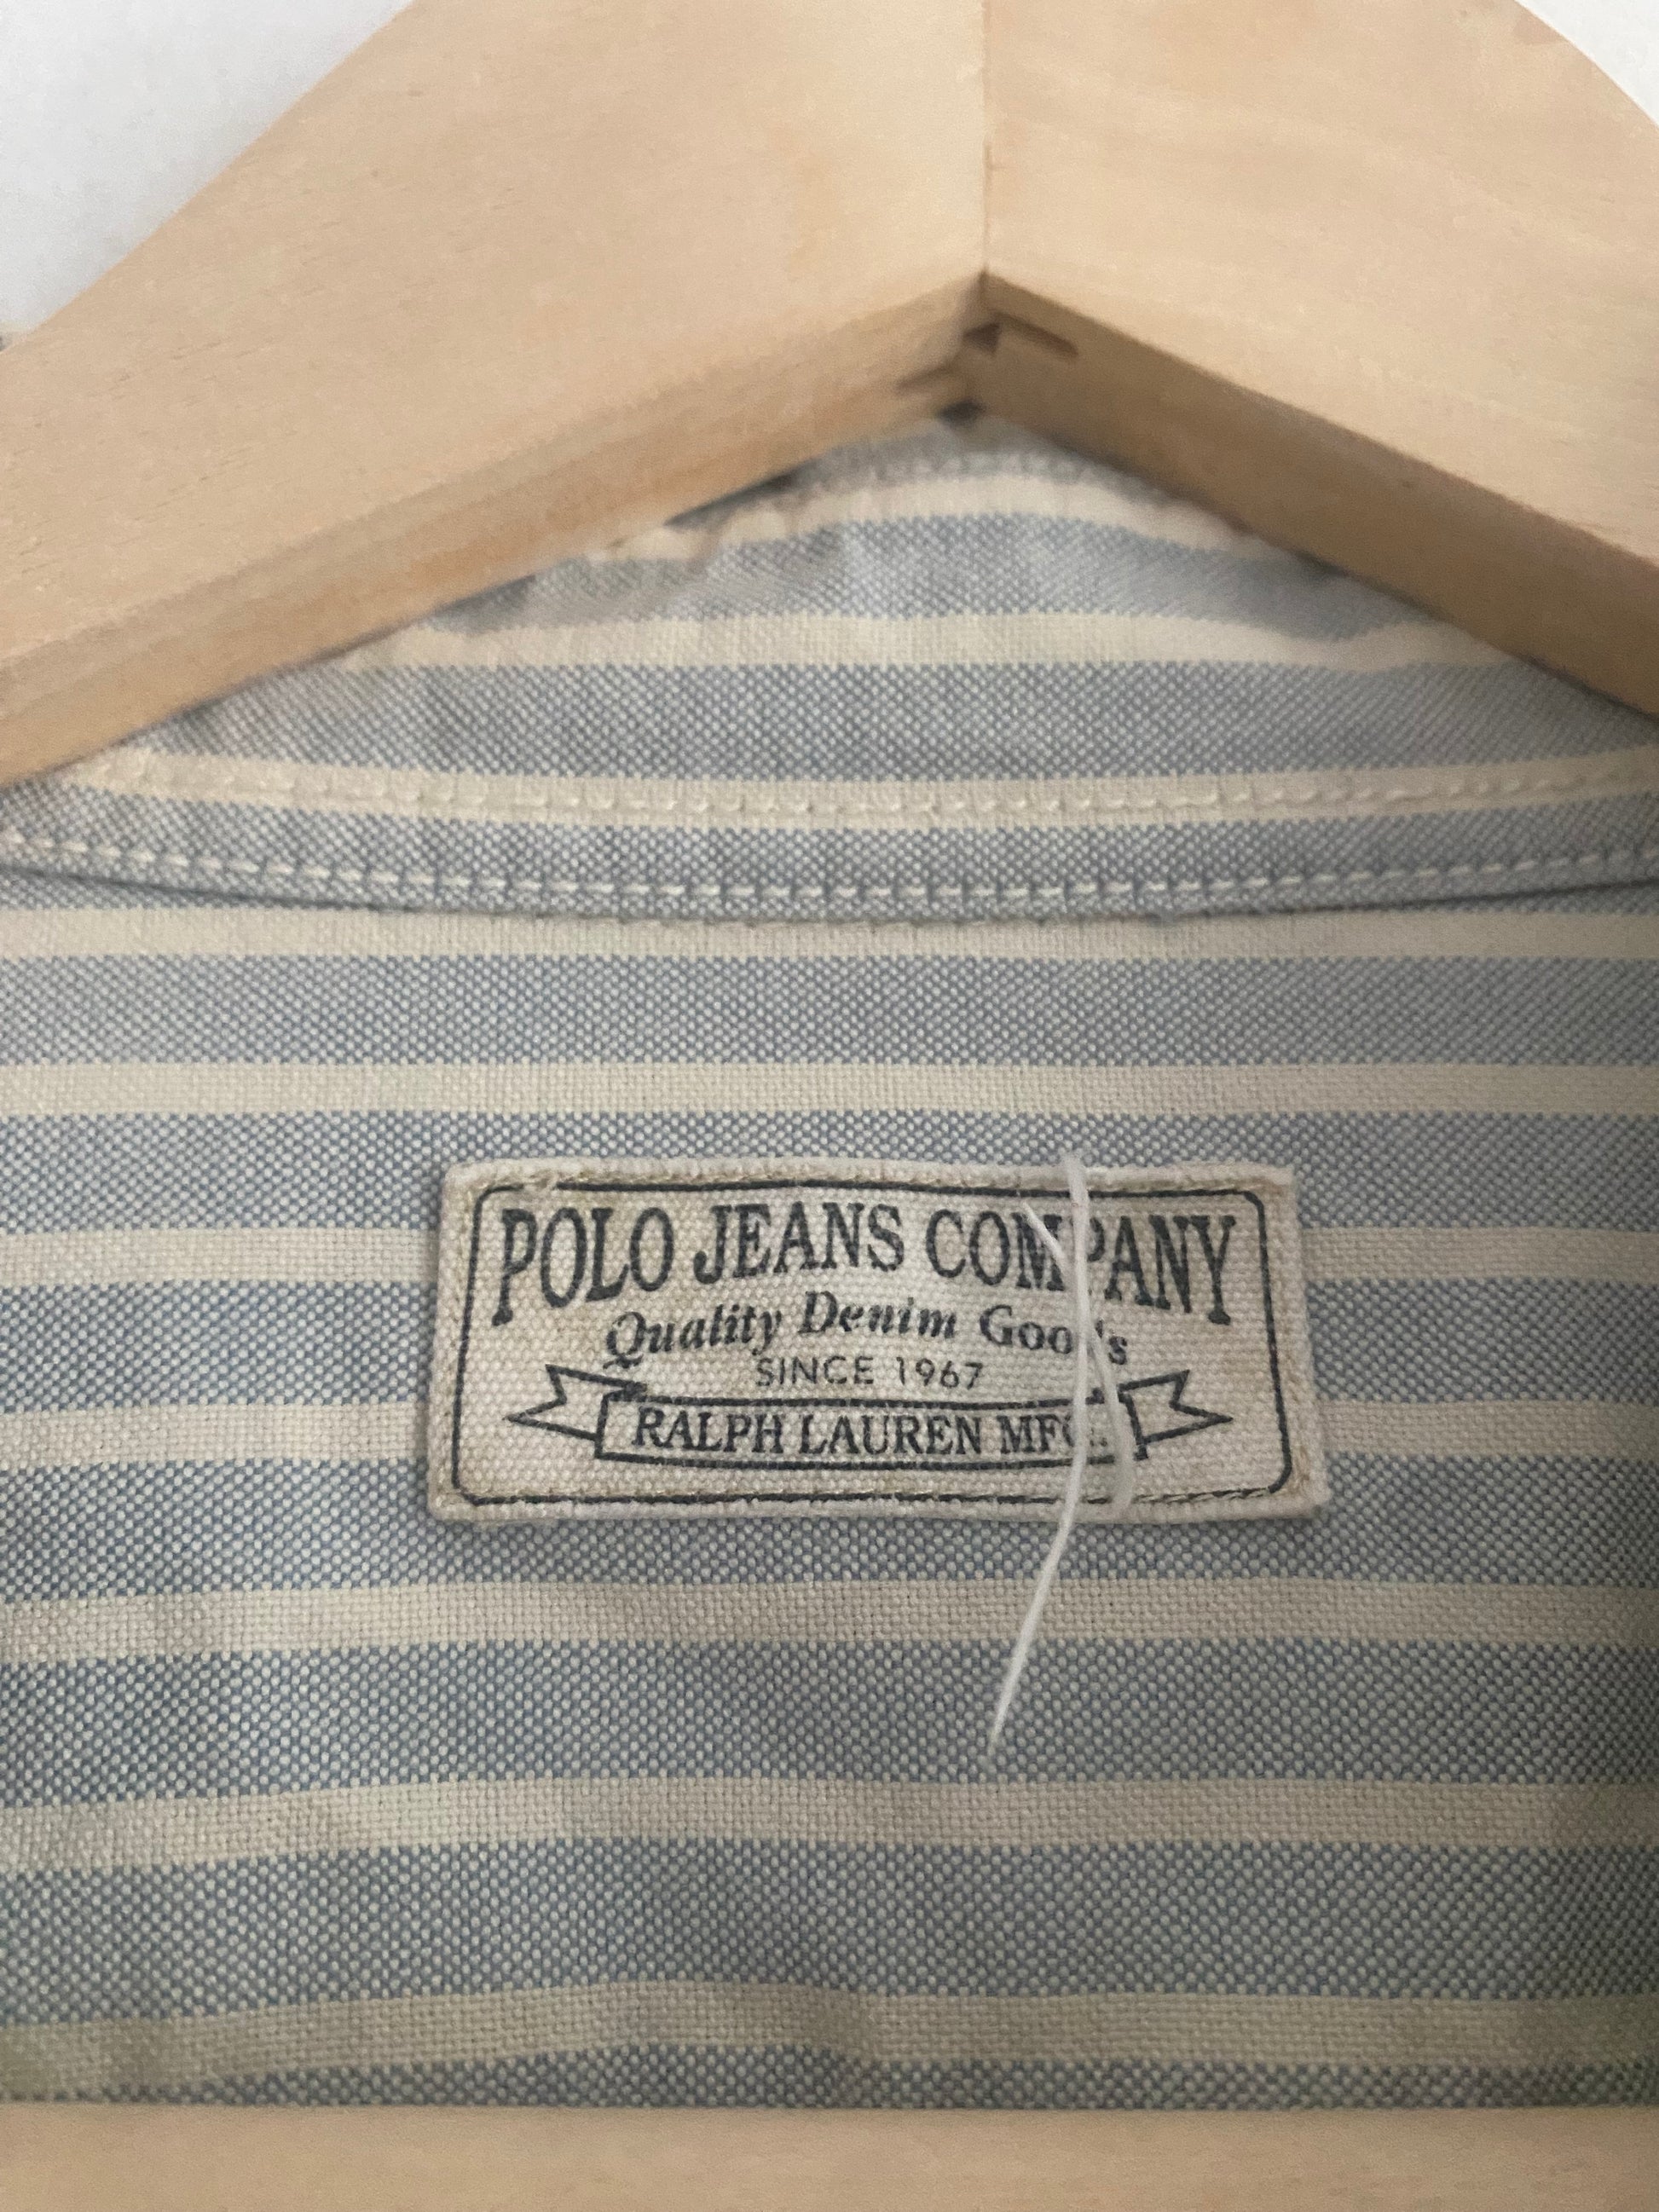 POLO JEANS COMPANY
Quality Denim Goods
SINCE 1967
RALPH LAUREN MFG.